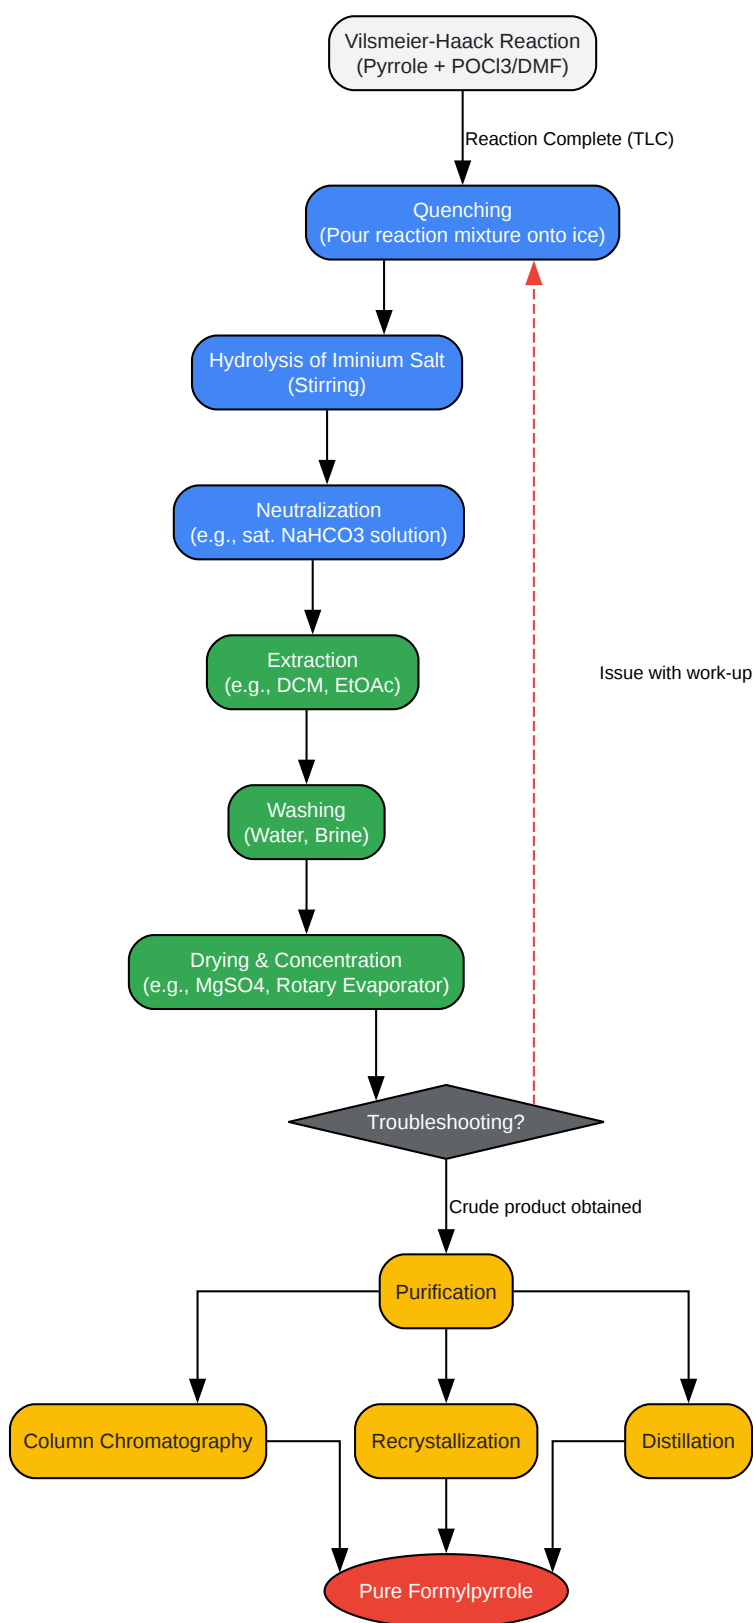 Vilsmeier-Haack Reaction
(Pyrrole + POCl3/DMF)
Reaction Complete (TLC)
Quenching
(Pour reaction mixture onto ice)
Hydrolysis of Iminium Salt
(Stirring)
Neutralization
(e.g., sat. NaHCO3 solution)
Extraction
(e.g., DCM, EtOAc)
Issue with work-up
Washing
(Water, Brine)
Drying & Concentration
(e.g., MgSO4, Rotary Evaporator)
Troubleshooting?
Crude product obtained
Purification
Column Chromatography
Recrystallization
Distillation
Pure Formylpyrrole